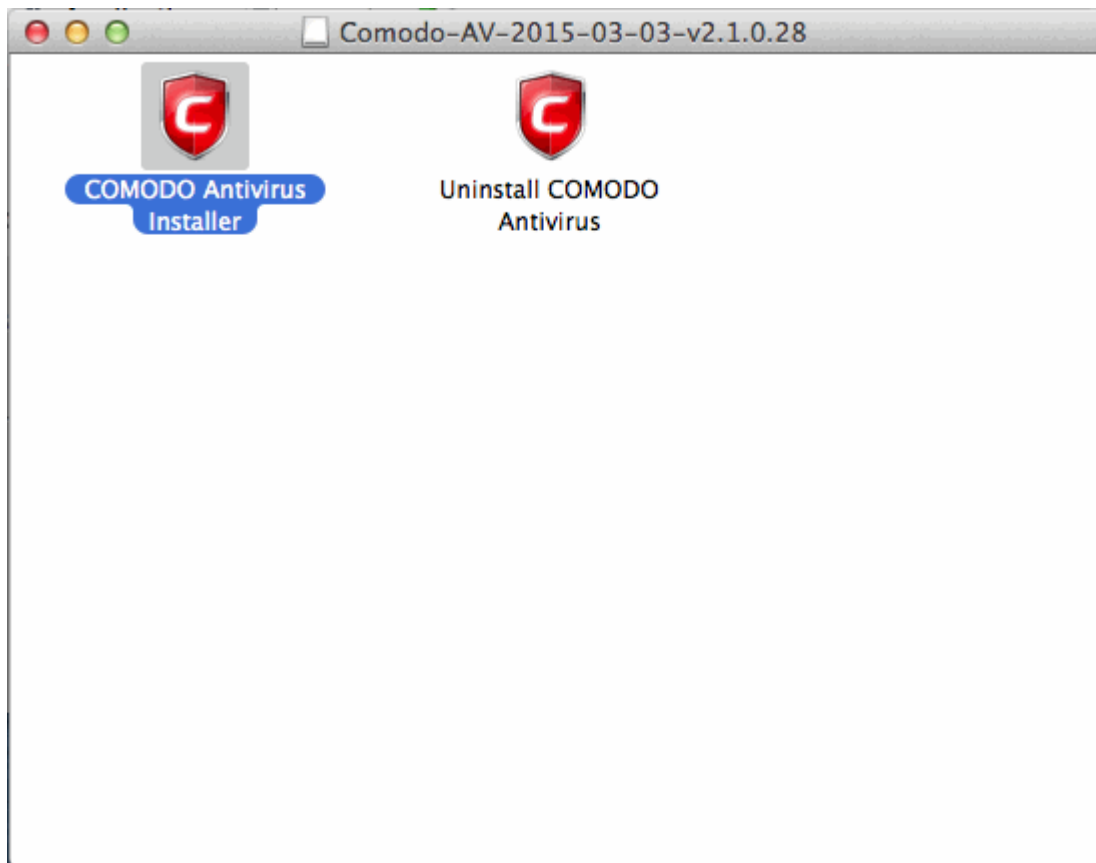 Comodo-AV-2015-03-03-v2.1.0.28
C
COMODO Antivirus
Installer
C
Uninstall COMODO
Antivirus